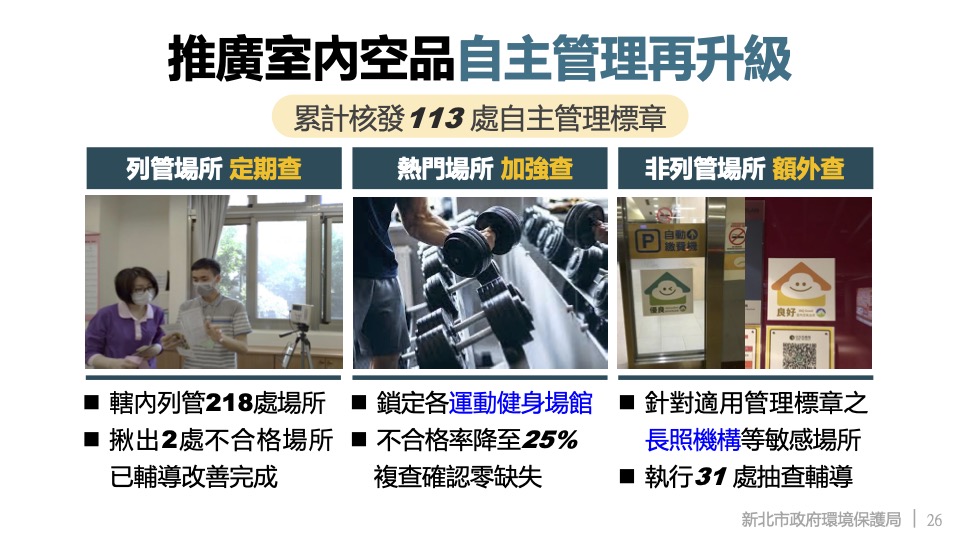 推廣室內空品自主管理再升級
累計核發113 處自主管理標章
列管場所 定期查
熱門場所 加強查
非列管場所 額外查
P 自動繳費機
優良
良好
■ 轄內列管218處場所
■ 揪出2處不合格場所
已輔導改善完成
■ 鎖定各運動健身場館
■ 不合格率降至25%
複查確認零缺失
■ 針對適用管理標章之
長照機構等敏感場所
■ 執行31 處抽查輔導
新北市政府環境保護局 | 26